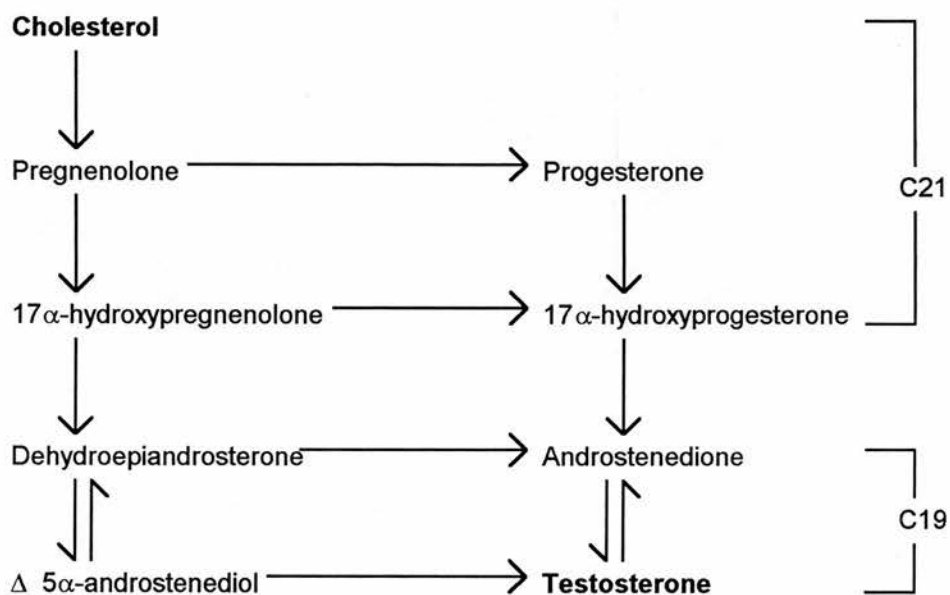 Cholesterol
Pregnenolone
Progesterone
C21
17α-hydroxypregnenolone
17α-hydroxyprogesterone
Dehydroepiandrosterone
Androstenedione
C19
Δ 5α-androstenediol
Testosterone